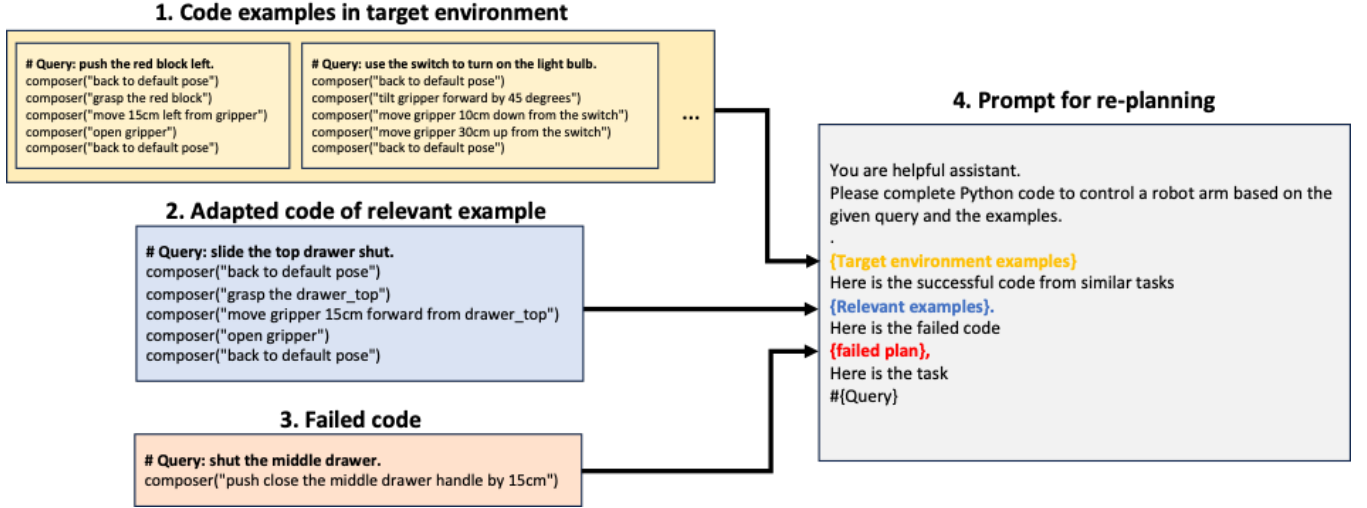 1. Code examples in target environment
# Query: push the red block left.
composer("back to default pose")
composer("grasp the red block")
composer("move 15cm left from gripper")
composer("open gripper")
composer("back to default pose")
# Query: use the switch to turn on the light bulb.
composer("back to default pose")
composer("tilt gripper forward by 45 degrees")
composer("move gripper 10cm down from the switch")
composer("move gripper 30cm up from the switch")
composer("back to default pose")
...
2. Adapted code of relevant example
# Query: slide the top drawer shut.
composer("back to default pose")
composer("grasp the drawer_top")
composer("move gripper 15cm forward from drawer_top")
composer("open gripper")
composer("back to default pose")
3. Failed code
# Query: shut the middle drawer.
composer("push close the middle drawer handle by 15cm")
4. Prompt for re-planning
You are helpful assistant.
Please complete Python code to control a robot arm based on the
given query and the examples.
.
{Target environment examples}
Here is the successful code from similar tasks
{Relevant examples}.
Here is the failed code
{failed plan},
Here is the task
#{Query}